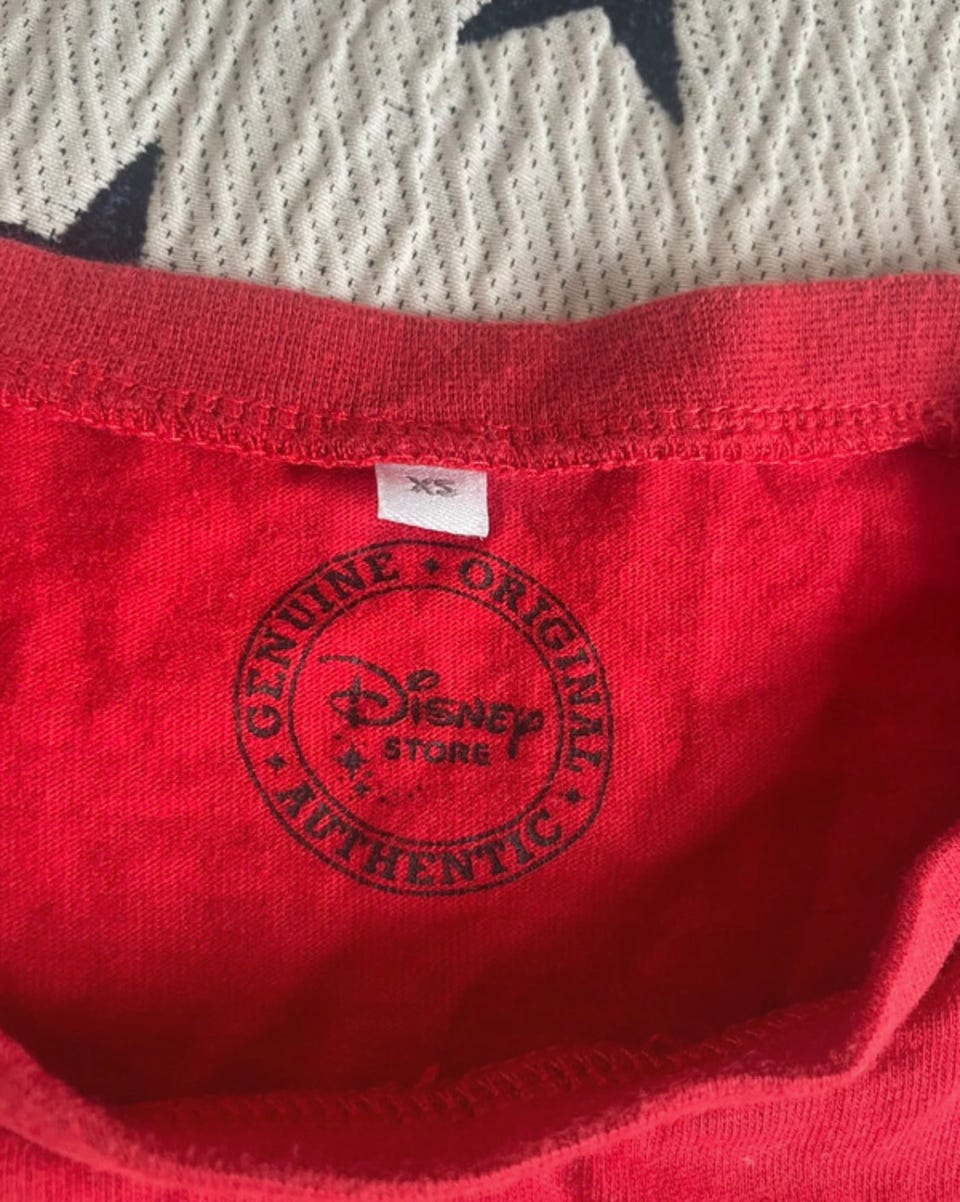 XS
GENUINE • ORIGINAL • AUTHENTIC •
Disney
STORE